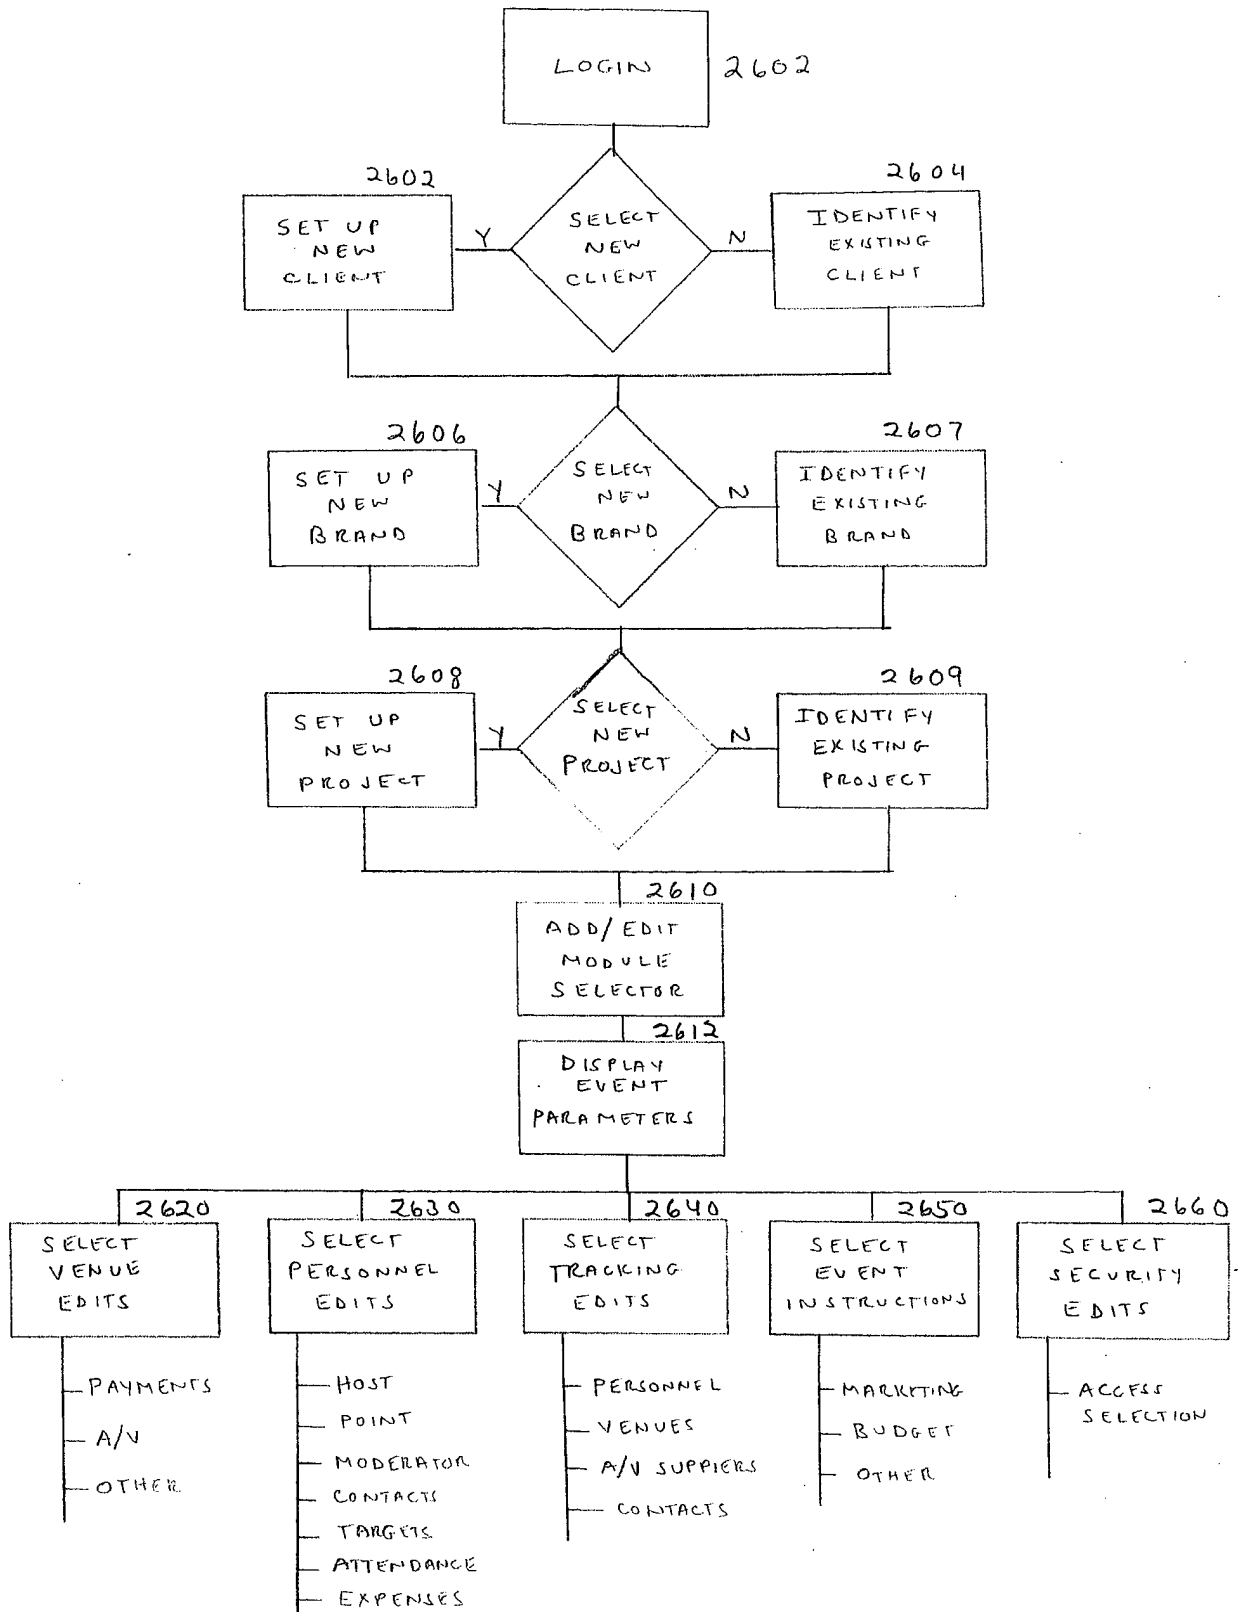 LOGIN
2602
2602
SET UP
NEW
CLIENT
Y
SELECT
NEW
CLIENT
N
2604
IDENTIFY
EXISTING
CLIENT
2606
SET UP
NEW
BRAND
Y
SELECT
NEW
BRAND
N
2607
IDENTIFY
EXISTING
BRAND
2608
SET UP
NEW
PROJECT
Y
SELECT
NEW
PROJECT
N
2609
IDENTIFY
EXISTING
PROJECT
2610
ADD/EDIT
MODULE
SELECTOR
2612
DISPLAY
EVENT
PARAMETERS
2620
SELECT
VENUE
EDITS
PAYMENTS
A/V
OTHER
2630
SELECT
PERSONNEL
EDITS
HOST
POINT
MODERATOR
CONTACTS
TARGETS
ATTENDANCE
EXPENSES
2640
SELECT
TRACKING
EDITS
PERSONNEL
VENUES
A/V SUPPIERS
CONTACTS
2650
SELECT
EVENT
INSTRUCTIONS
MARKETING
BUDGET
OTHER
2660
SELECT
SECURITY
EDITS
ACCESS
SELECTION